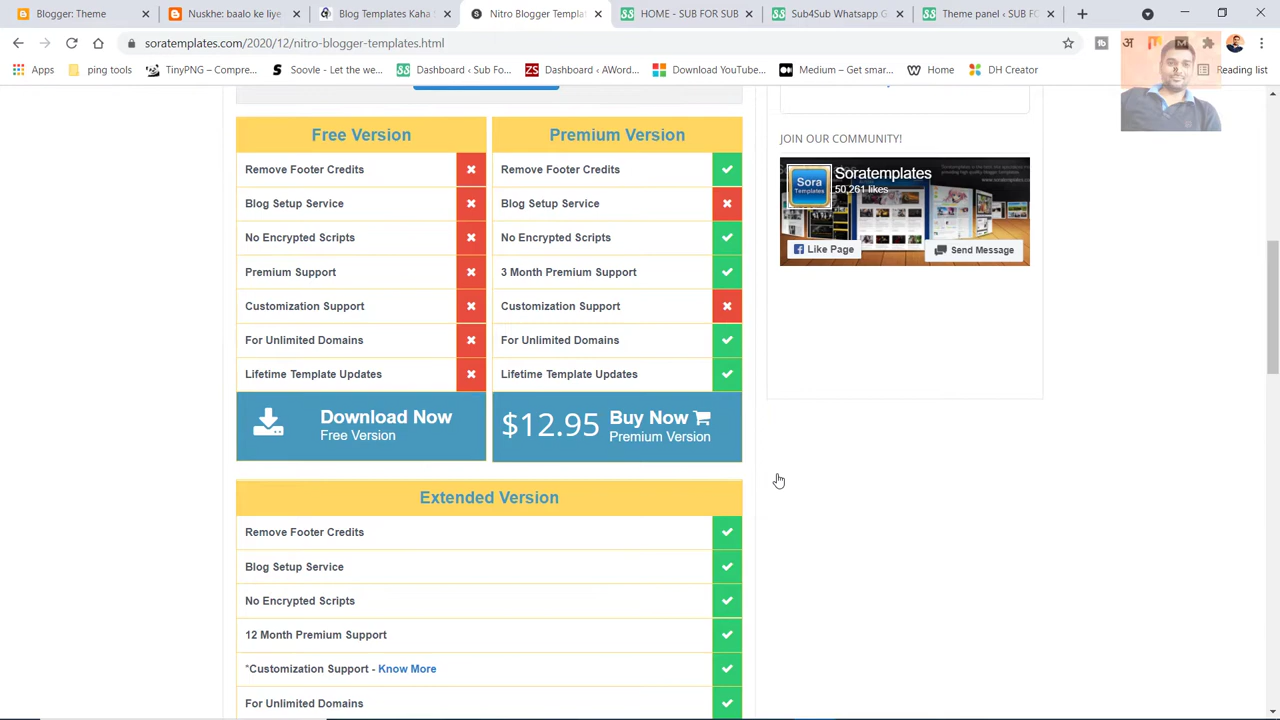 Blogger: Theme
Nuskhe: bacalo ke liye
Blog Templates Kaha
Nitro Blogger Templat
HOME - SUB FOR SUB
Sub4Sub Whatsapp G
Theme panel ‹ SUB F
soratemplates.com/2020/12/nitro-blogger-templates.html
Apps
ping tools
TinyPNG – Compre...
Soovle - Let the we...
Dashboard ‹ Sub Fo...
Dashboard ‹ AWord...
Download YouTube...
Medium – Get smar...
Home
DH Creator
Reading list
Free Version
Premium Version
Remove Footer Credits
Remove Footer Credits
Blog Setup Service
Blog Setup Service
No Encrypted Scripts
No Encrypted Scripts
Premium Support
3 Month Premium Support
Customization Support
Customization Support
For Unlimited Domains
For Unlimited Domains
Lifetime Template Updates
Lifetime Template Updates
Download Now
Free Version
$12.95 Buy Now
Premium Version
JOIN OUR COMMUNITY!
Sora
Templates
Soratemplates
50,261 likes
Like Page
Send Message
Extended Version
Remove Footer Credits
Blog Setup Service
No Encrypted Scripts
12 Month Premium Support
*Customization Support - Know More
For Unlimited Domains